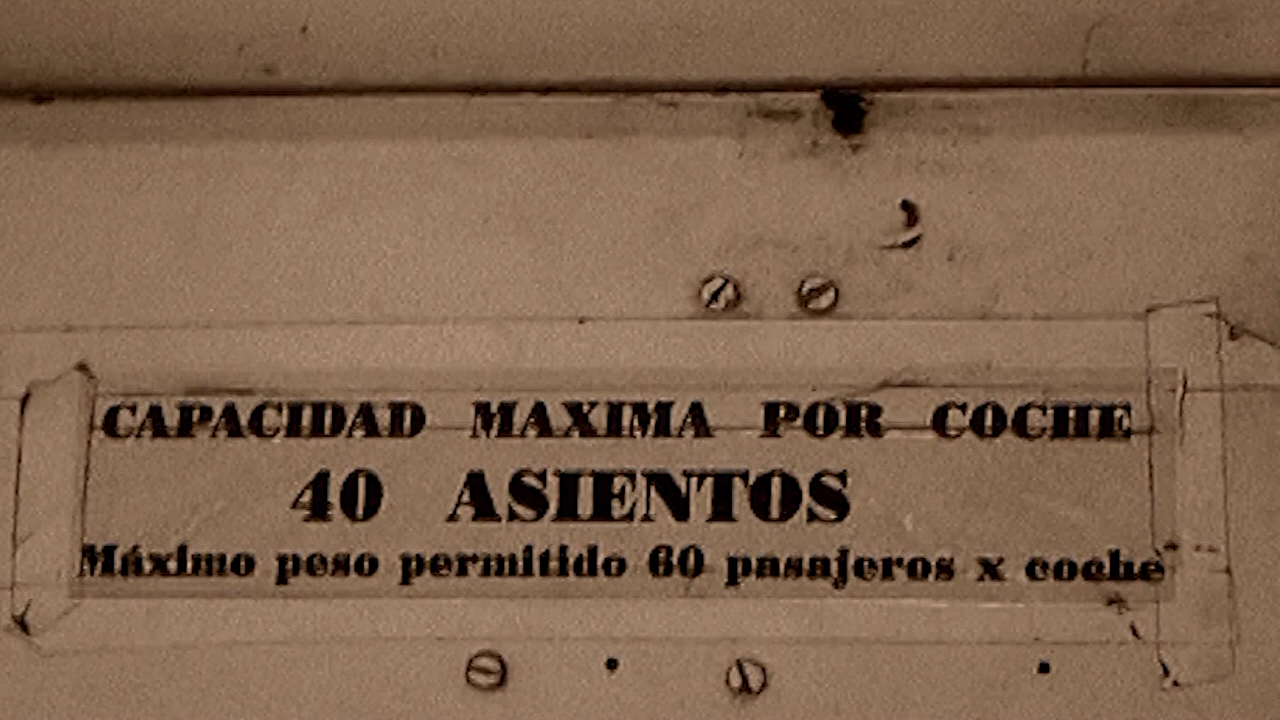 CAPACIDAD MAXIMA POR COCHE
40 ASIENTOS
Máximo peso permitido 60 pasajeros x coche